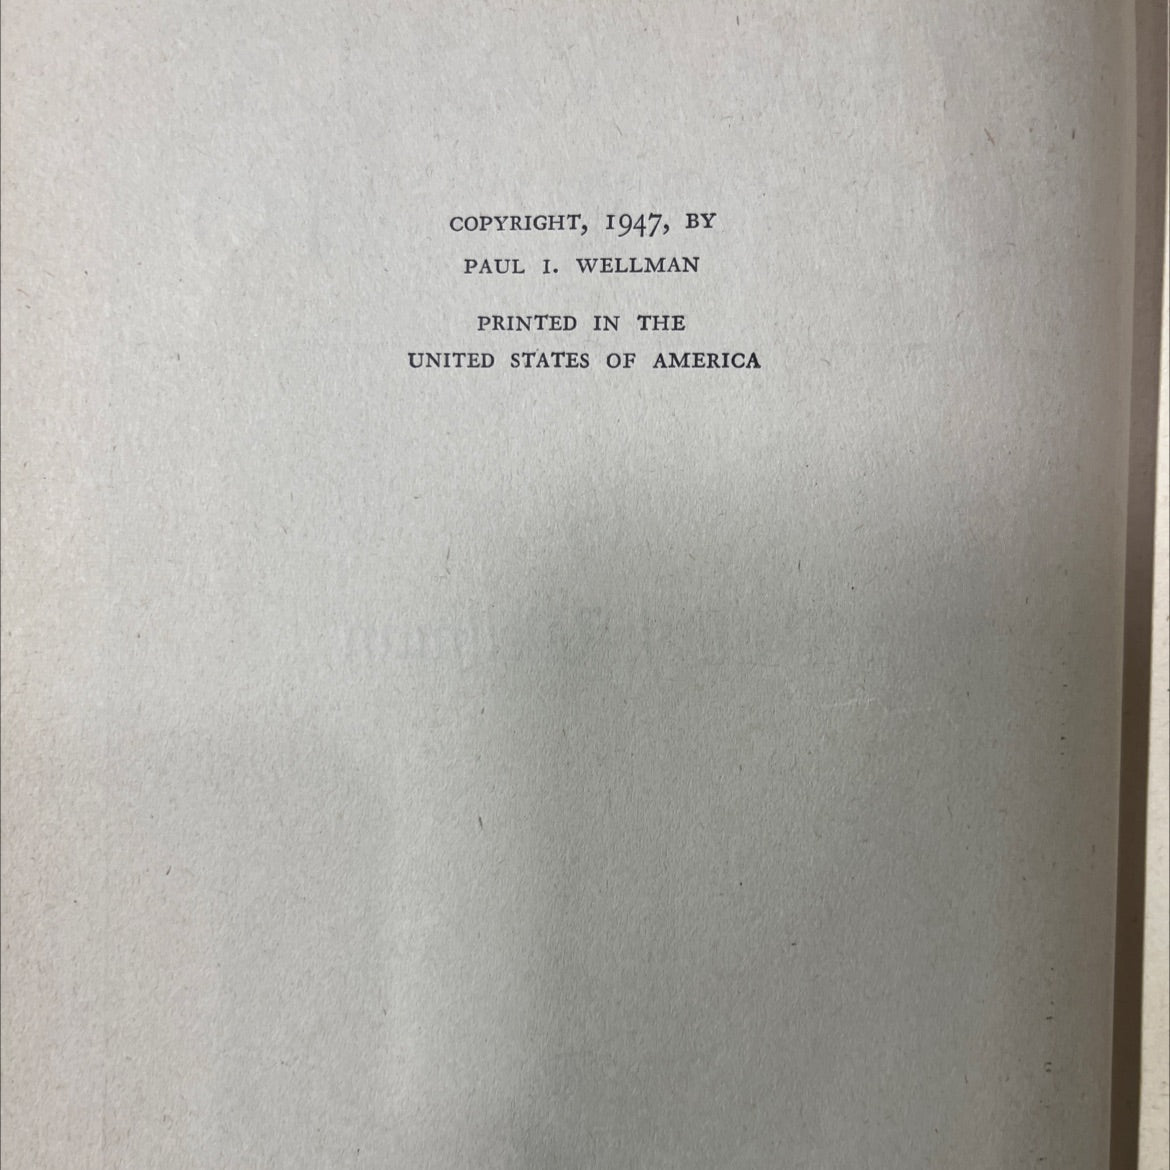 COPYRIGHT, 1947, BY
PAUL I. WELLMAN
PRINTED IN THE
UNITED STATES OF AMERICA